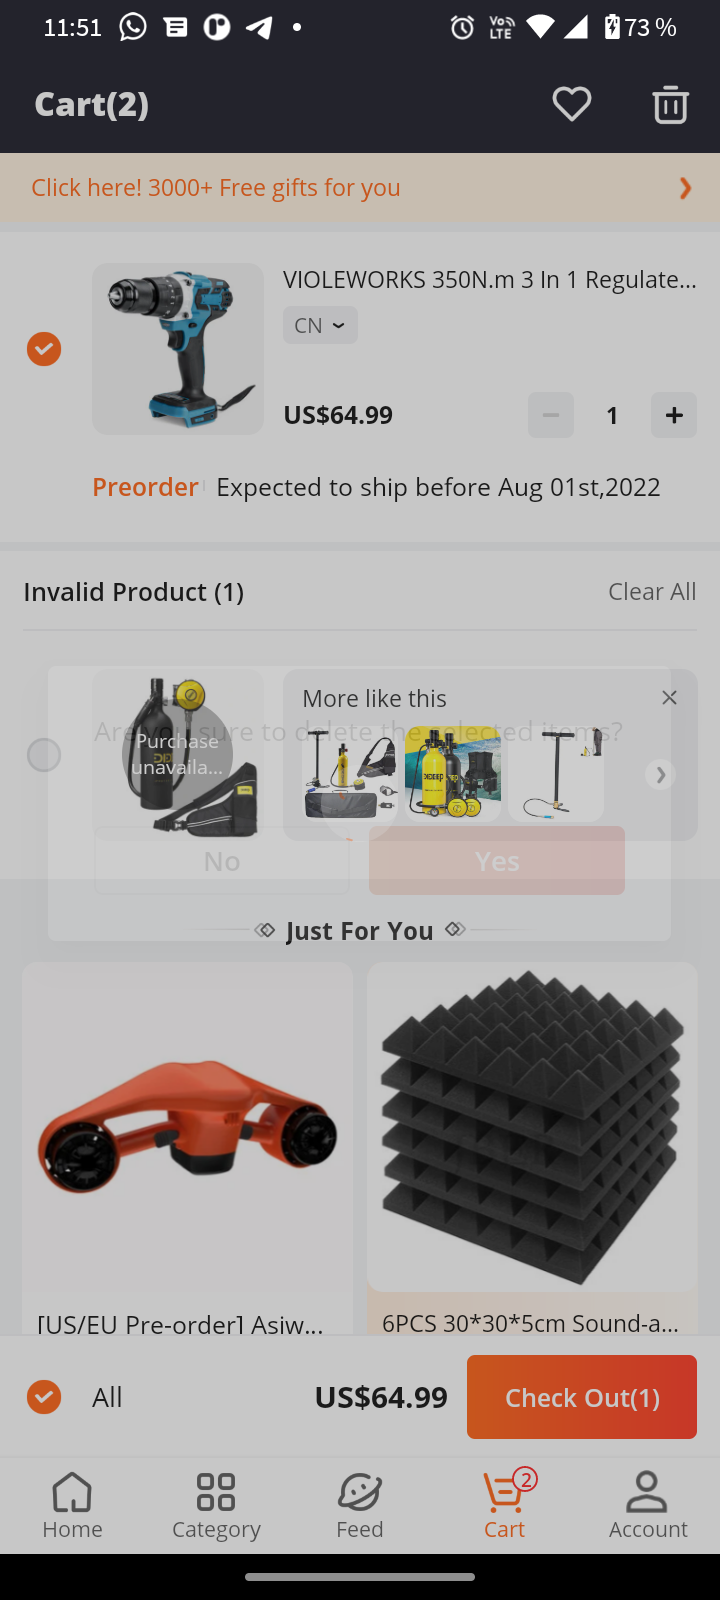 11:51
Vo LTE
73 %
Cart(2)
Click here! 3000+ Free gifts for you
VIOLEWORKS 350N.m 3 In 1 Regulate...
CN
US$64.99
1
Preorder Expected to ship before Aug 01st,2022
Invalid Product (1)
Clear All
More like this
Are you sure to delete the selected items?
Purchase
unavaila...
No
Yes
Just For You
[US/EU Pre-order] Asiw...
6PCS 30*30*5cm Sound-a...
All
US$64.99
Check Out(1)
2
Home
Category
Feed
Cart
Account